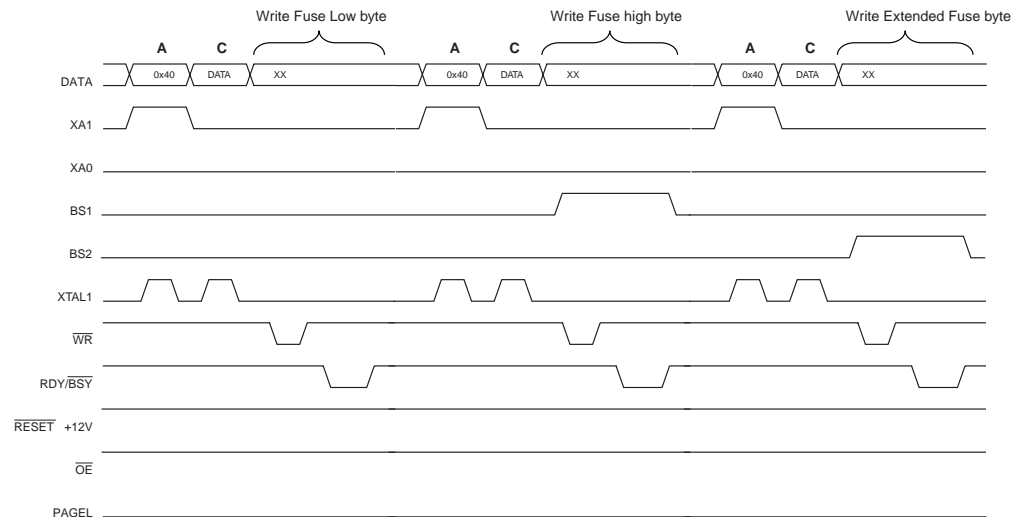 Write Fuse Low byte Write Fuse high byte Write Extended Fuse byte
A C A C A C
DATA 0x40 DATA XX 0x40 DATA XX 0x40 DATA XX
XA1
XA0
BS1
BS2
XTAL1
WR
RDY/BSY
RESET +12V
OE
PAGEL